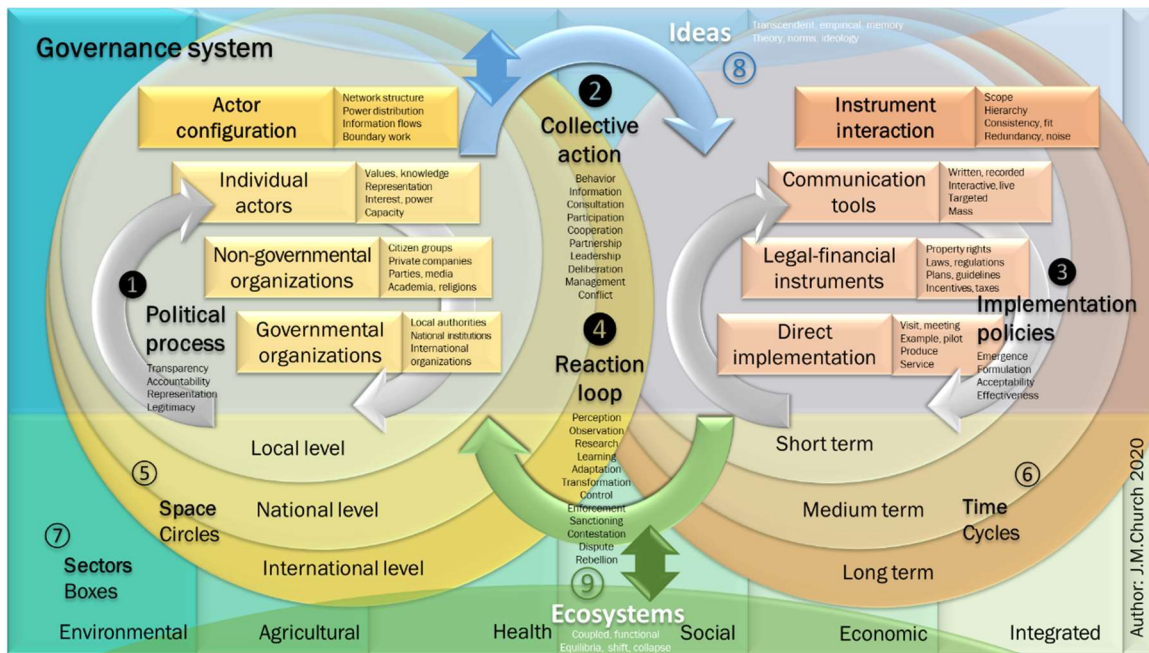 Governance system
Ideas
Transcendent, empirical, memory
Theory, norms, ideology
8
Actor
configuration
Network structure
Power distribution
Information flows
Boundary work
Individual
actors
Values, knowledge
Representation
Interest, power
Capacity
Non-governmental
organizations
Citizen groups
Private companies
Parties, media
Academia, religions
Governmental
organizations
Local authorities
National institutions
International
organizations
1
Political
process
Transparency
Accountability
Representation
Legitimacy
2
Collective
action
Behavior
Information
Consultation
Participation
Cooperation
Partnership
Leadership
Deliberation
Management
Conflict
4
Reaction
loop
Perception
Observation
Research
Learning
Adaptation
Transformation
Control
Enforcement
Sanctioning
Contestation
Dispute
Rebellion
Instrument
interaction
Scope
Hierarchy
Consistency, fit
Redundancy, noise
Communication
tools
Written, recorded
Interactive, live
Targeted
Mass
Legal-financial
instruments
Property rights
Laws, regulations
Plans, guidelines
Incentives, taxes
Direct
implementation
Visit, meeting
Example, pilot
Produce
Service
3
Implementation
policies
Emergence
Formulation
Acceptability
Effectiveness
Local level
National level
International level
5
Space
Circles
Short term
Medium term
Long term
6
Time
Cycles
7
Sectors
Boxes
9
Ecosystems
Coupled, functional
Equilibria, shift, collapse
Environmental
Agricultural
Health
Social
Economic
Integrated
Author: J.M.Church 2020